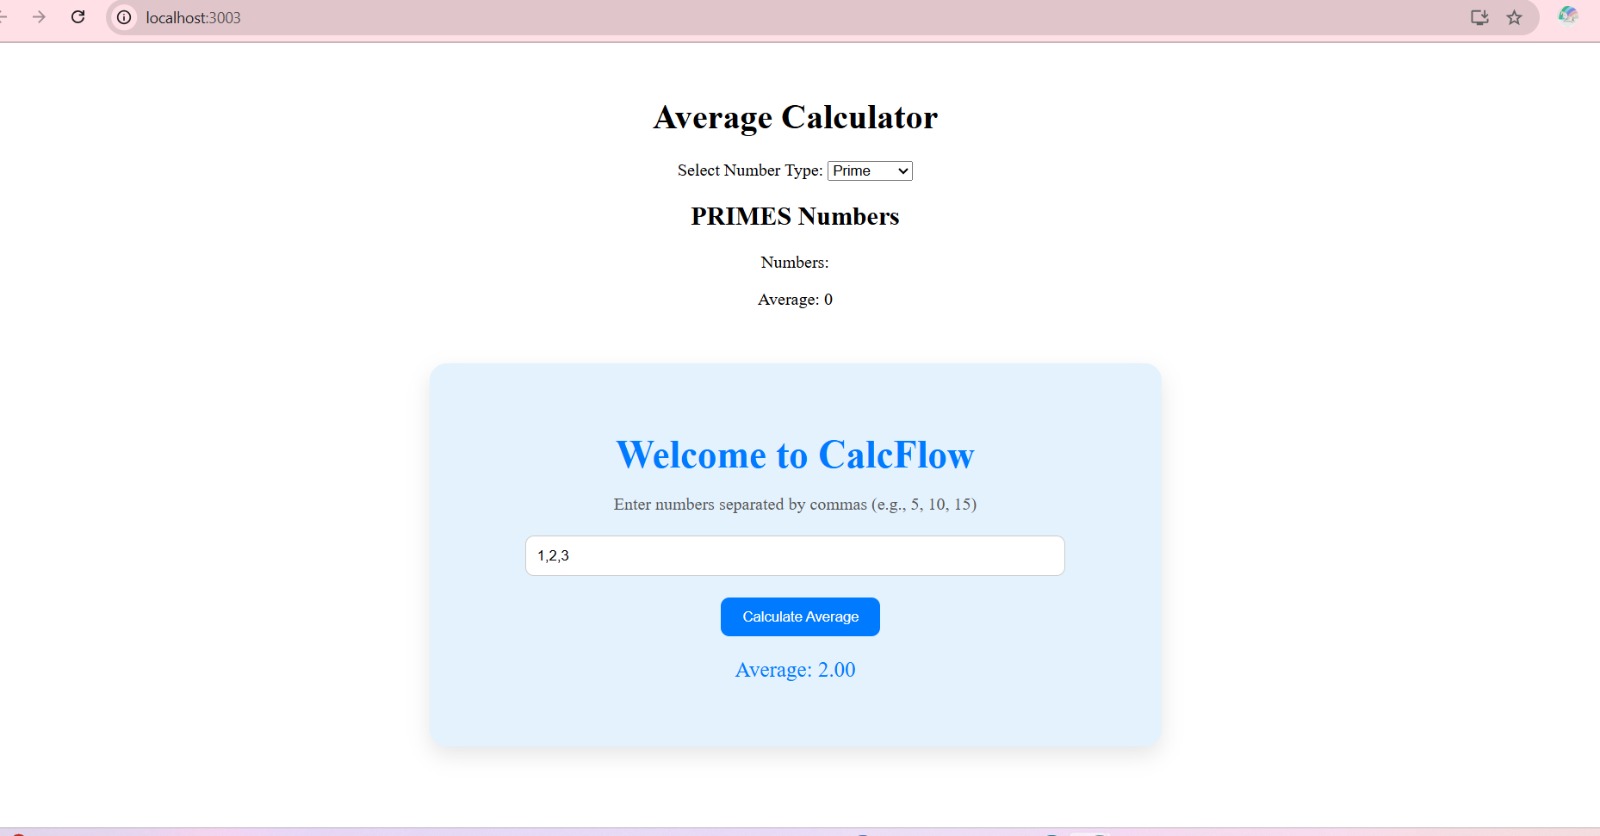 localhost:3003
Average Calculator
Select Number Type: Prime
PRIMES Numbers
Numbers:
Average: 0
Welcome to CalcFlow
Enter numbers separated by commas (e.g., 5, 10, 15)
1,2,3
Calculate Average
Average: 2.00